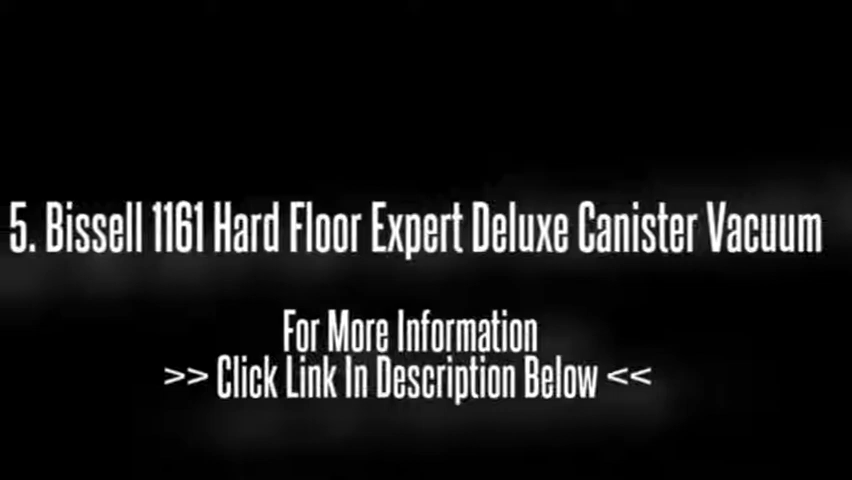 5. Bissell 1161 Hard Floor Expert Deluxe Canister Vacuum
For More Information
>> Click Link In Description Below <<